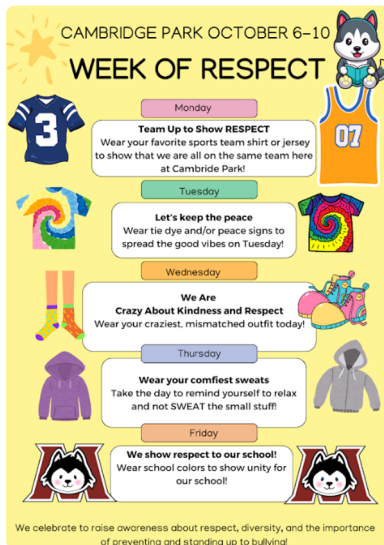 CAMBRIDGE PARK OCTOBER 6-10
WEEK OF RESPECT
Monday
Team Up to Show RESPECT
Wear your favorite sports team shirt or jersey
to show that we are all on the same team here
at Cambride Park!
3
07
Tuesday
Let's keep the peace
Wear tie dye and/or peace signs to
spread the good vibes on Tuesday!
Wednesday
We Are
Crazy About Kindness and Respect
Wear your craziest, mismatched outfit today!
Thursday
Wear your comfiest sweats
Take the day to remind yourself to relax
and not SWEAT the small stuff!
Friday
We show respect to our school!
Wear school colors to show unity for
our school!
We celebrate to raise awareness about respect, diversity, and the importance
of preventing and standing up to bullying!